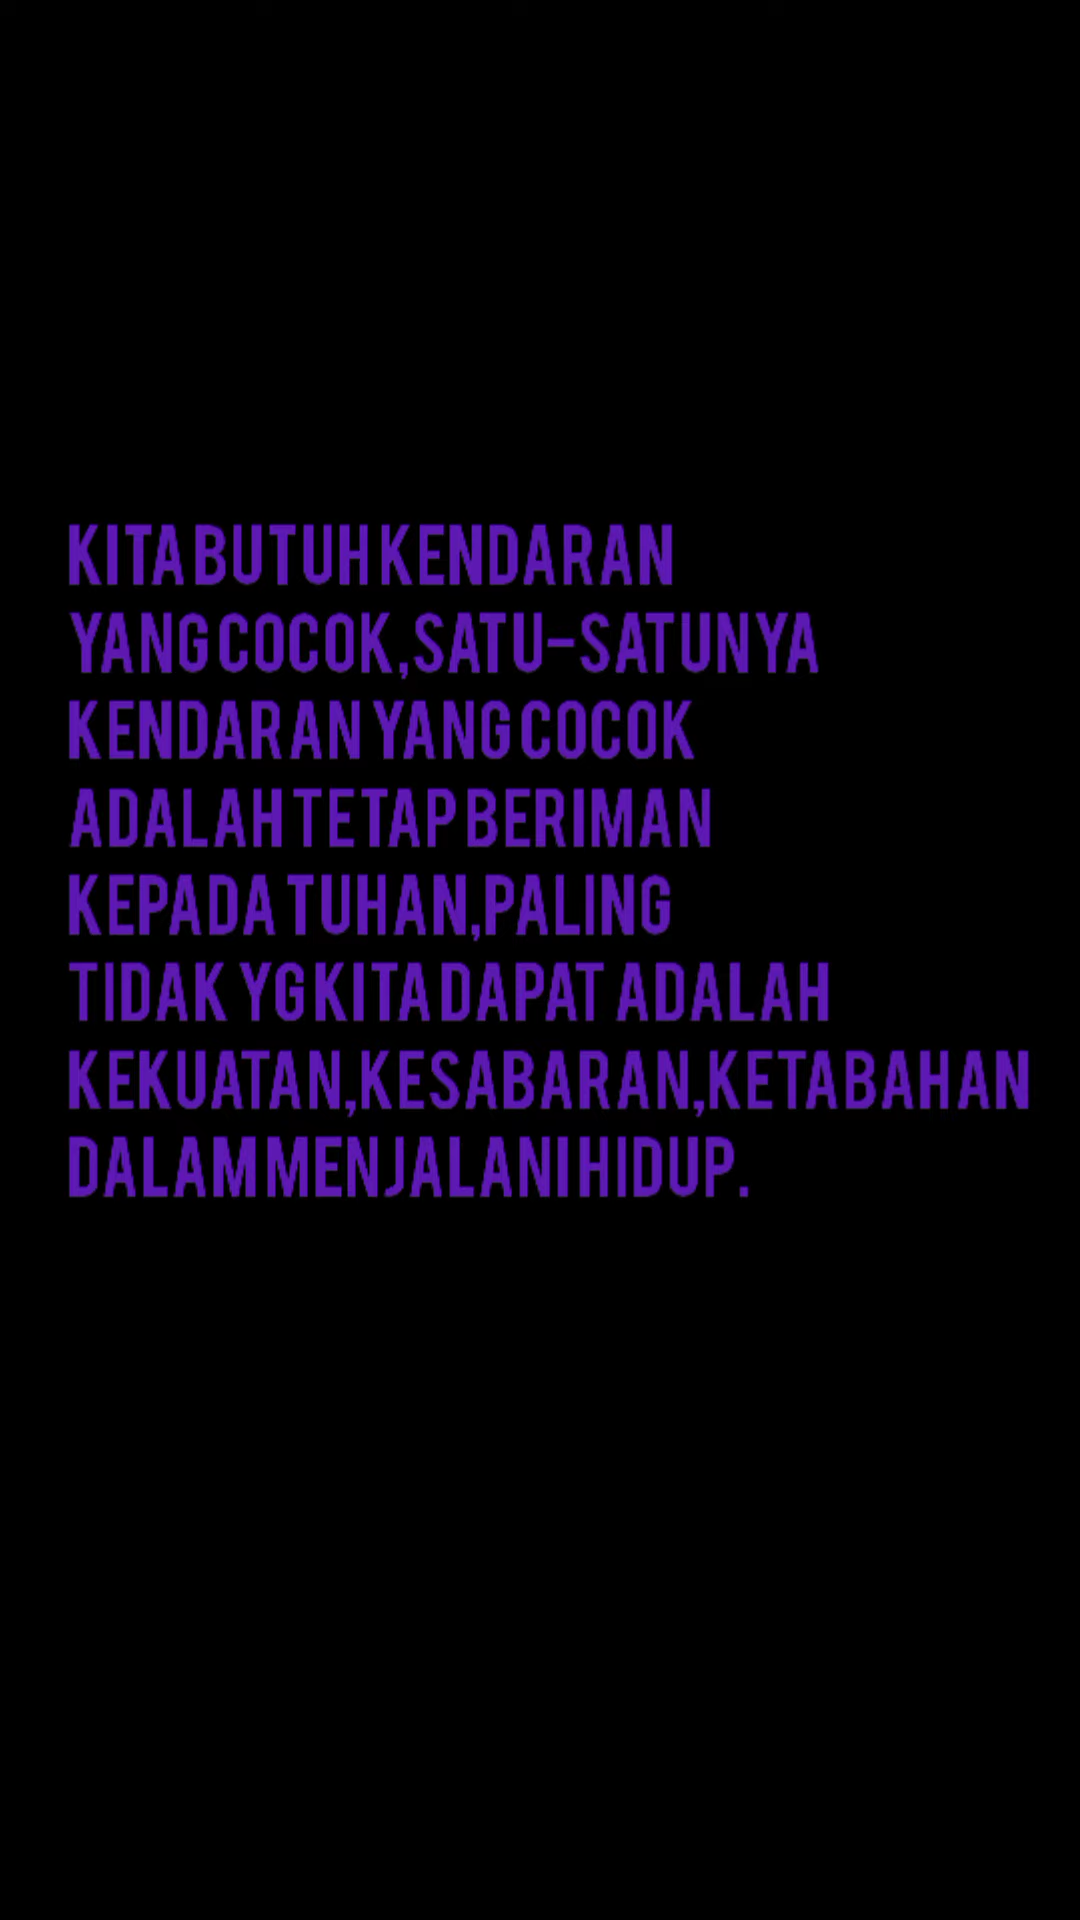 KITA BUTUH KENDARAN
YANG COCOK,SATU-SATUNYA
KENDARAN YANG COCOK
ADALAH TETAP BERIMAN
KEPADA TUHAN,PALING
TIDAK YG KITA DAPAT ADALAH
KEKUATAN,KESABARAN,KETABAHAN
DALAM MENJALANI HIDUP.